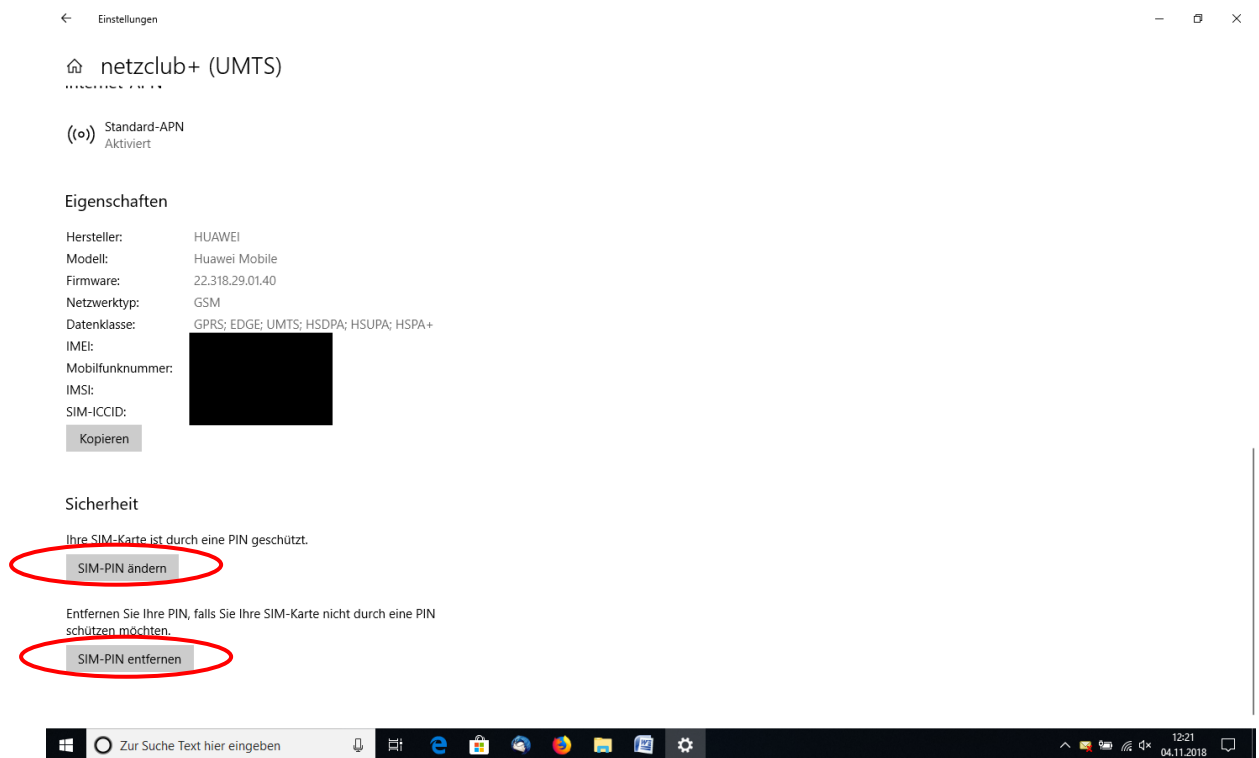 Einstellungen
netzclub+ (UMTS)
Internet-APN
Standard-APN
Aktiviert
Eigenschaften
Hersteller: HUAWEI
Modell: Huawei Mobile
Firmware: 22.318.29.01.40
Netzwerktyp: GSM
Datenklasse: GPRS; EDGE; UMTS; HSDPA; HSUPA; HSPA+
IMEI:
Mobilfunknummer:
IMSI:
SIM-ICCID:
Kopieren
Sicherheit
Ihre SIM-Karte ist durch eine PIN geschützt.
SIM-PIN ändern
Entfernen Sie Ihre PIN, falls Sie Ihre SIM-Karte nicht durch eine PIN
schützen möchten.
SIM-PIN entfernen
Zur Suche Text hier eingeben
12:21
04.11.2018